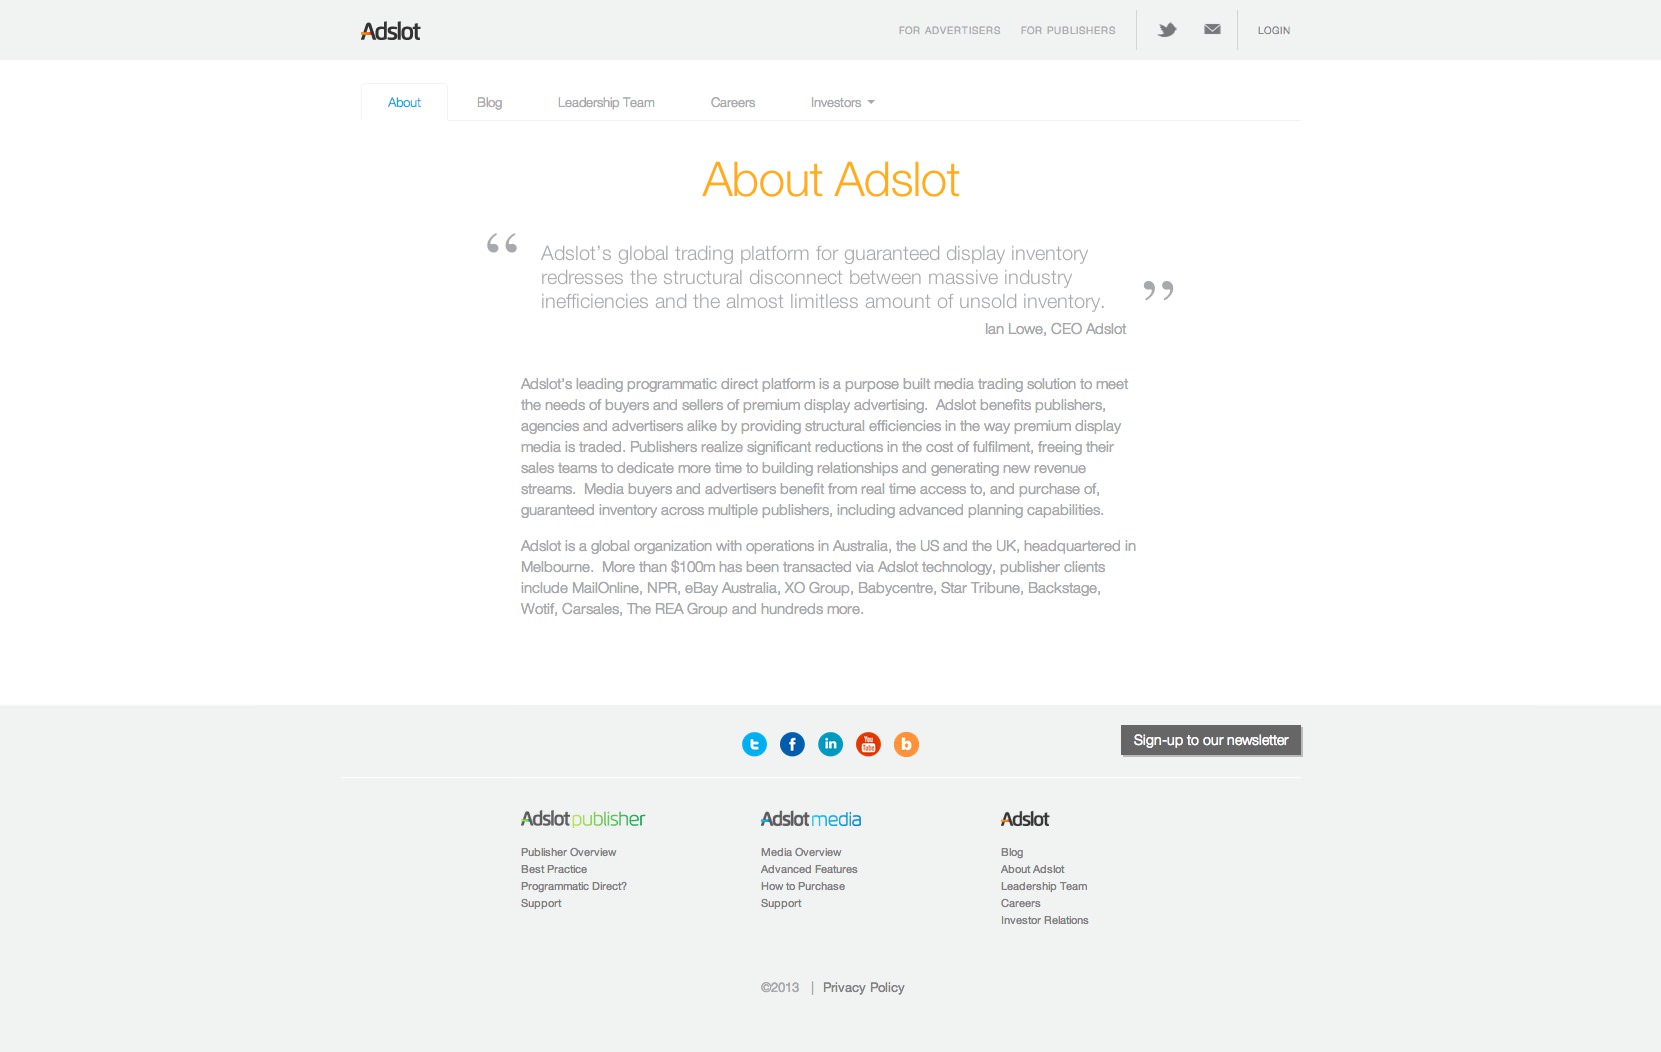 Adslot
FOR ADVERTISERS
FOR PUBLISHERS
LOGIN
About
Blog
Leadership Team
Careers
Investors
About Adslot
“
Adslot’s global trading platform for guaranteed display inventory
redresses the structural disconnect between massive industry
inefficiencies and the almost limitless amount of unsold inventory.
”
Ian Lowe, CEO Adslot
Adslot’s leading programmatic direct platform is a purpose built media trading solution to meet
the needs of buyers and sellers of premium display advertising.  Adslot benefits publishers,
agencies and advertisers alike by providing structural efficiencies in the way premium display
media is traded. Publishers realize significant reductions in the cost of fulfilment, freeing their
sales teams to dedicate more time to building relationships and generating new revenue
streams.  Media buyers and advertisers benefit from real time access to, and purchase of,
guaranteed inventory across multiple publishers, including advanced planning capabilities.
Adslot is a global organization with operations in Australia, the US and the UK, headquartered in
Melbourne.  More than $100m has been transacted via Adslot technology, publisher clients
include MailOnline, NPR, eBay Australia, XO Group, Babycentre, Star Tribune, Backstage,
Wotif, Carsales, The REA Group and hundreds more.
t f in You Tube b
Sign-up to our newsletter
Adslot publisher
Publisher Overview
Best Practice
Programmatic Direct?
Support
Adslot media
Media Overview
Advanced Features
How to Purchase
Support
Adslot
Blog
About Adslot
Leadership Team
Careers
Investor Relations
©2013 | Privacy Policy